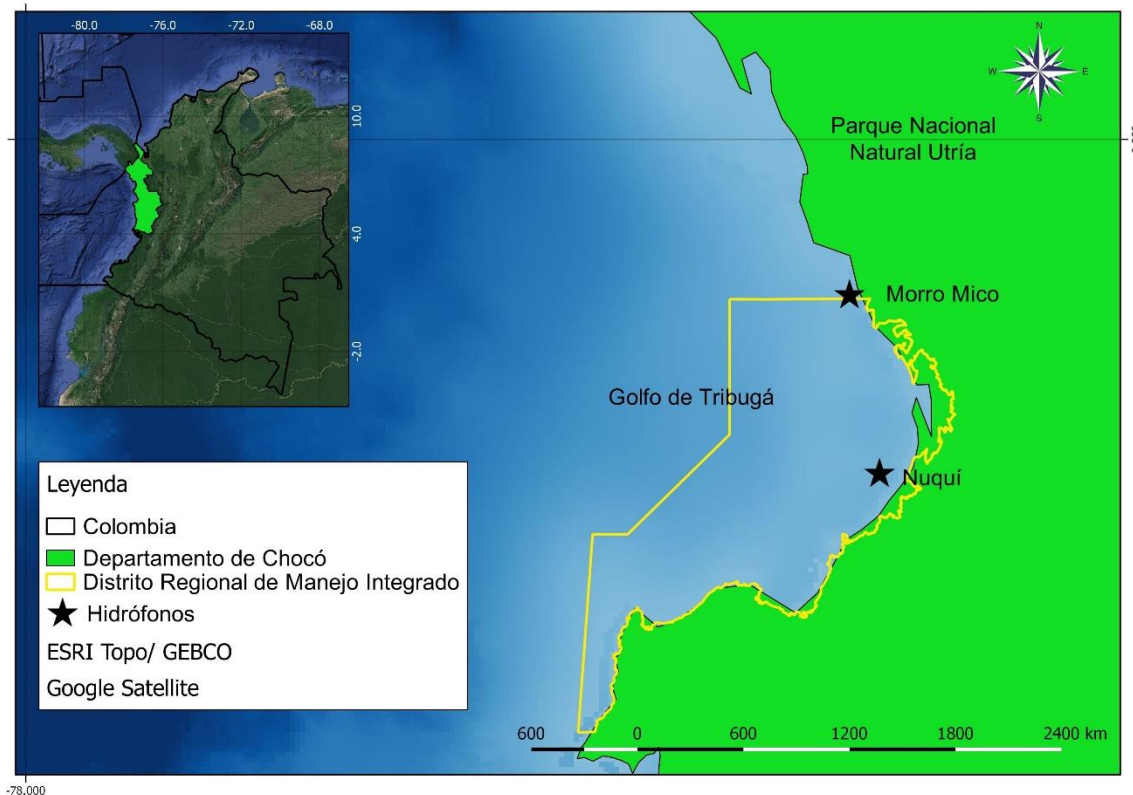 -80.0 -76.0 -72.0 -68.0
10.0
4.0
-2.0
N
W E
S
Parque Nacional
Natural Utría
Morro Mico
Golfo de Tribugá
Nuquí
Leyenda
Colombia
Departamento de Chocó
Distrito Regional de Manejo Integrado
Hidrófonos
ESRI Topo/ GEBCO
Google Satellite
600 0 600 1200 1800 2400 km
-78.000